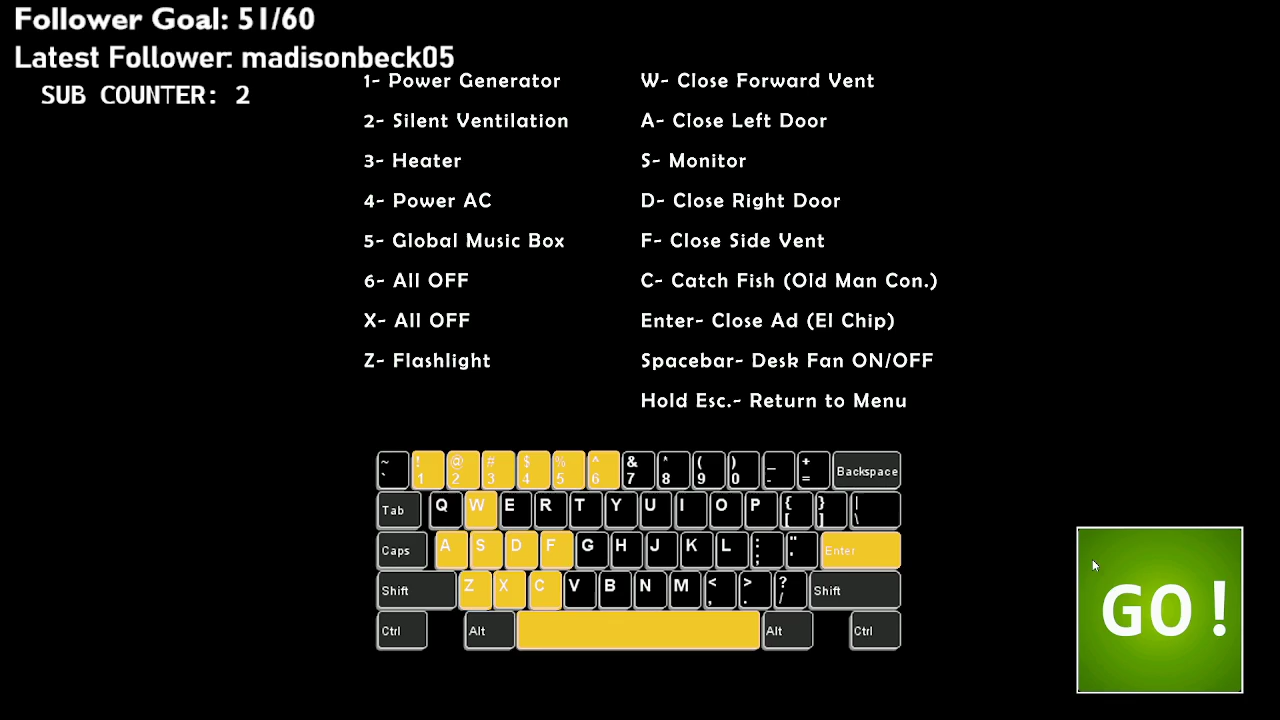 Follower Goal: 51/60
Latest Follower: madisonbeck05
SUB COUNTER: 2
1- Power Generator
2- Silent Ventilation
3- Heater
4- Power AC
5- Global Music Box
6- All OFF
X- All OFF
Z- Flashlight
W- Close Forward Vent
A- Close Left Door
S- Monitor
D- Close Right Door
F- Close Side Vent
C- Catch Fish (Old Man Con.)
Enter- Close Ad (El Chip)
Spacebar- Desk Fan ON/OFF
Hold Esc.- Return to Menu
~ ! @ # $ % ^ & * ( ) _ +
` 1 2 3 4 5 6 7 8 9 0 - = Backspace
Tab Q W E R T Y U I O P { [ } ] | \
Caps A S D F G H J K L : ; " ' Enter
Shift Z X C V B N M < , > . ? / Shift
Ctrl Alt Alt Ctrl
GO!